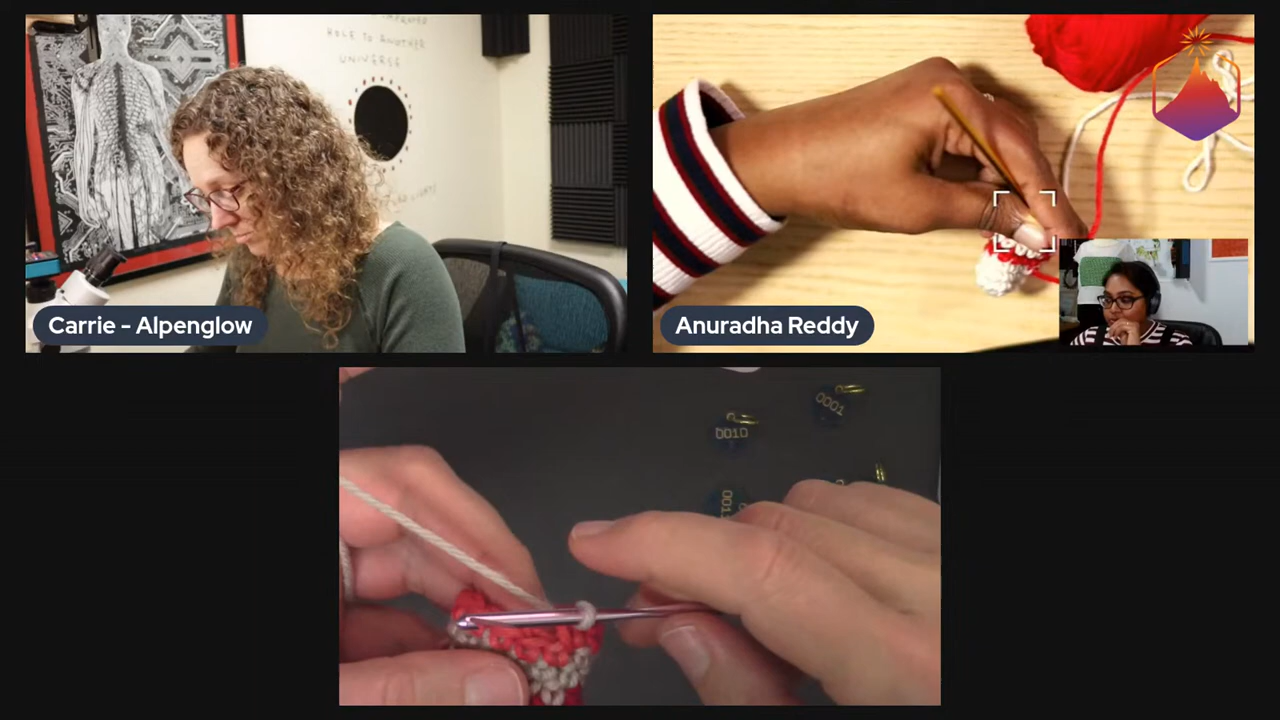 HOLE TO ANOTHER
UNIVERSE
Carrie - Alpenglow
Anuradha Reddy
0001
0010